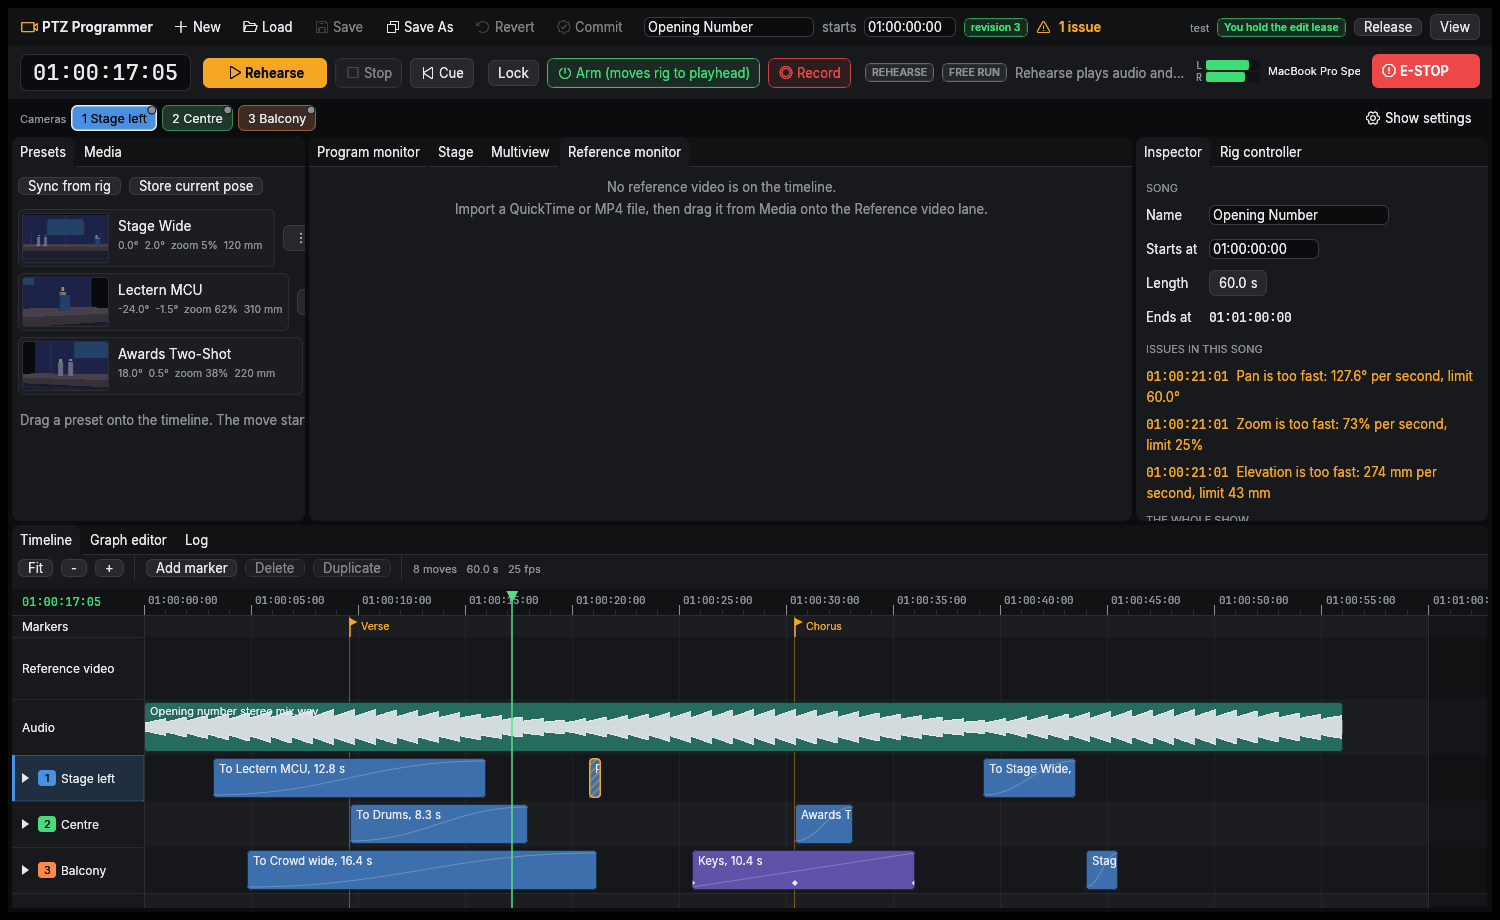 PTZ Programmer New Load Save Save As Revert Commit Opening Number starts 01:00:00:00 revision 3 1 issue test You hold the edit lease Release View
01:00:17:05 Rehearse Stop Cue Lock Arm (moves rig to playhead) Record REHEARSE FREE RUN Rehearse plays audio and... L R MacBook Pro Spe E-STOP
Cameras 1 Stage left 2 Centre 3 Balcony Show settings
Presets Media
Sync from rig Store current pose
Stage Wide
0.0° 2.0° zoom 5% 120 mm
Lectern MCU
-24.0° -1.5° zoom 62% 310 mm
Awards Two-Shot
18.0° 0.5° zoom 38% 220 mm
Drag a preset onto the timeline. The move star
Program monitor Stage Multiview Reference monitor
No reference video is on the timeline.
Import a QuickTime or MP4 file, then drag it from Media onto the Reference video lane.
Inspector Rig controller
SONG
Name Opening Number
Starts at 01:00:00:00
Length 60.0 s
Ends at 01:01:00:00
ISSUES IN THIS SONG
01:00:21:01 Pan is too fast: 127.6° per second, limit
60.0°
01:00:21:01 Zoom is too fast: 73% per second,
limit 25%
01:00:21:01 Elevation is too fast: 274 mm per
second, limit 43 mm
THE WHOLE SHOW
Timeline Graph editor Log
Fit - + Add marker Delete Duplicate 8 moves 60.0 s 25 fps
01:00:17:05 01:00:00:00 01:00:05:00 01:00:10:00 01:00:15:00 01:00:20:00 01:00:25:00 01:00:30:00 01:00:35:00 01:00:40:00 01:00:45:00 01:00:50:00 01:00:55:00 01:01:00:
Markers Verse Chorus
Reference video
Opening number stereo mix.wav
Audio
1 Stage left To Lectern MCU, 12.8 s To Stage Wide,
2 Centre To Drums, 8.3 s Awards T
3 Balcony To Crowd wide, 16.4 s Keys, 10.4 s Stag